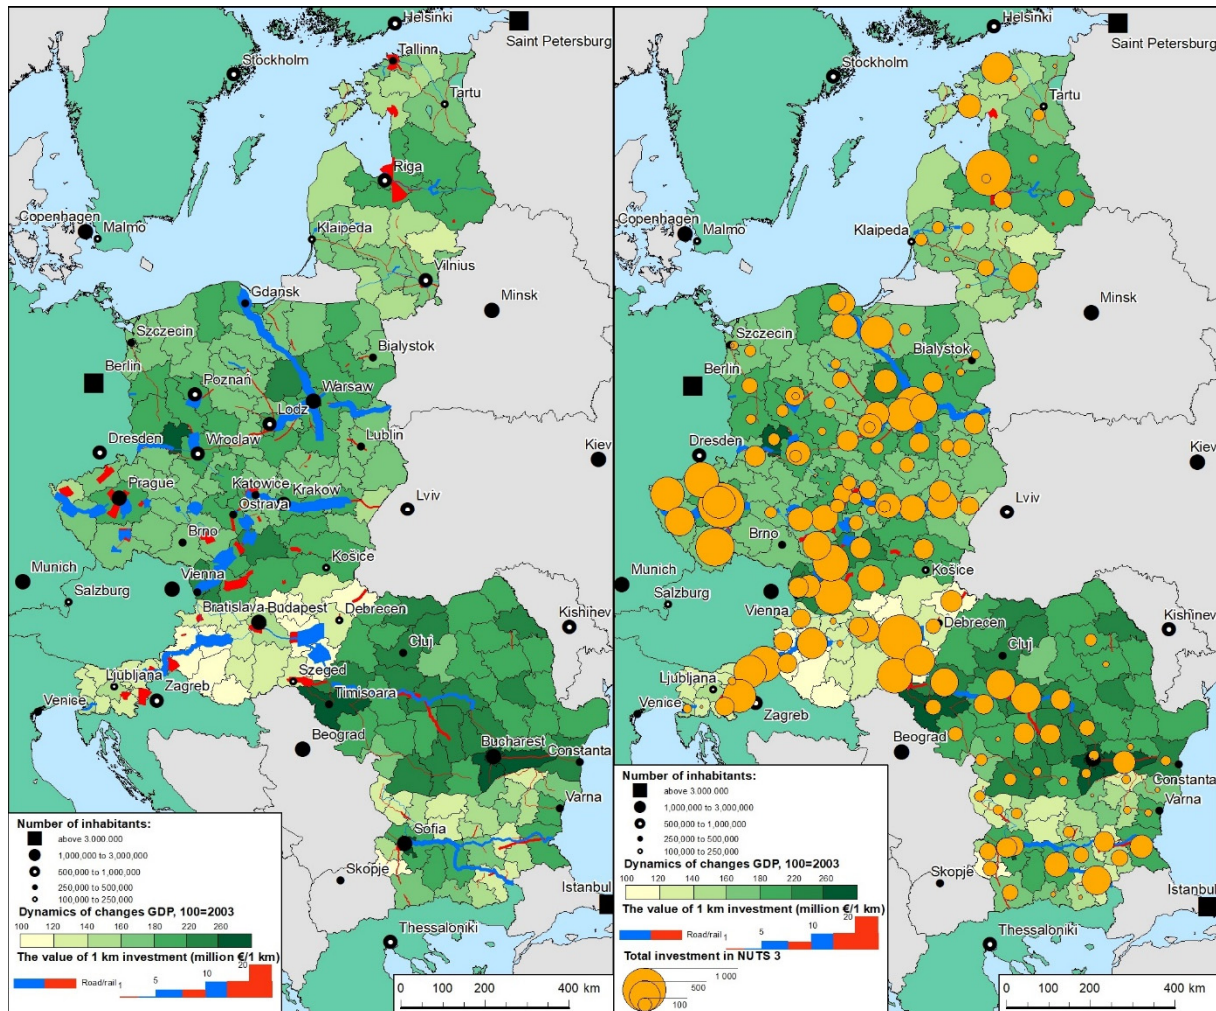 Helsinki
Saint Petersburg
Tallinn
Stockholm
Tartu
Riga
Copenhagen
Malmo
Klaipeda
Vilnius
Gdańsk
Minsk
Szczecin
Bialystok
Berlin
Poznań
Warsaw
Lodz
Dresden
Wroclaw
Lublin
Kiev
Prague
Katowice
Krakow
Ostrava
Lviv
Brno
Košice
Munich
Vienna
Salzburg
Bratislava
Budapest
Debrecen
Kishinev
Cluj
Ljubljana
Szeged
Venice
Zagreb
Timisoara
Beograd
Bucharest
Constanta
Varna
Sofia
Skopje
Istanbul
Thessaloniki
Number of inhabitants:
above 3.000.000
1,000,000 to 3,000,000
500,000 to 1,000,000
250,000 to 500,000
100,000 to 250,000
Dynamics of changes GDP, 100=2003
100 120 140 160 180 220 260
The value of 1 km investment (million €/1 km)
Road/rail 1 5 10 20
0 100 200 400 km
Helsinki
Saint Petersburg
Stockholm
Tartu
Copenhagen
Malmo
Klaipeda
Minsk
Szczecin
Bialystok
Berlin
Dresden
Kiev
Lviv
Brno
Košice
Munich
Vienna
Salzburg
Debrecen
Kishinev
Cluj
Ljubljana
Venice
Zagreb
Beograd
Constanta
Varna
Skopje
Istanbul
Thessaloniki
Number of inhabitants:
above 3.000.000
1,000,000 to 3,000,000
500,000 to 1,000,000
250,000 to 500,000
100,000 to 250,000
Dynamics of changes GDP, 100=2003
100 120 140 160 180 220 260
The value of 1 km investment (million €/1 km)
Road/rail 1 5 10 20
Total investment in NUTS 3
1 000
500
100
0 100 200 400 km